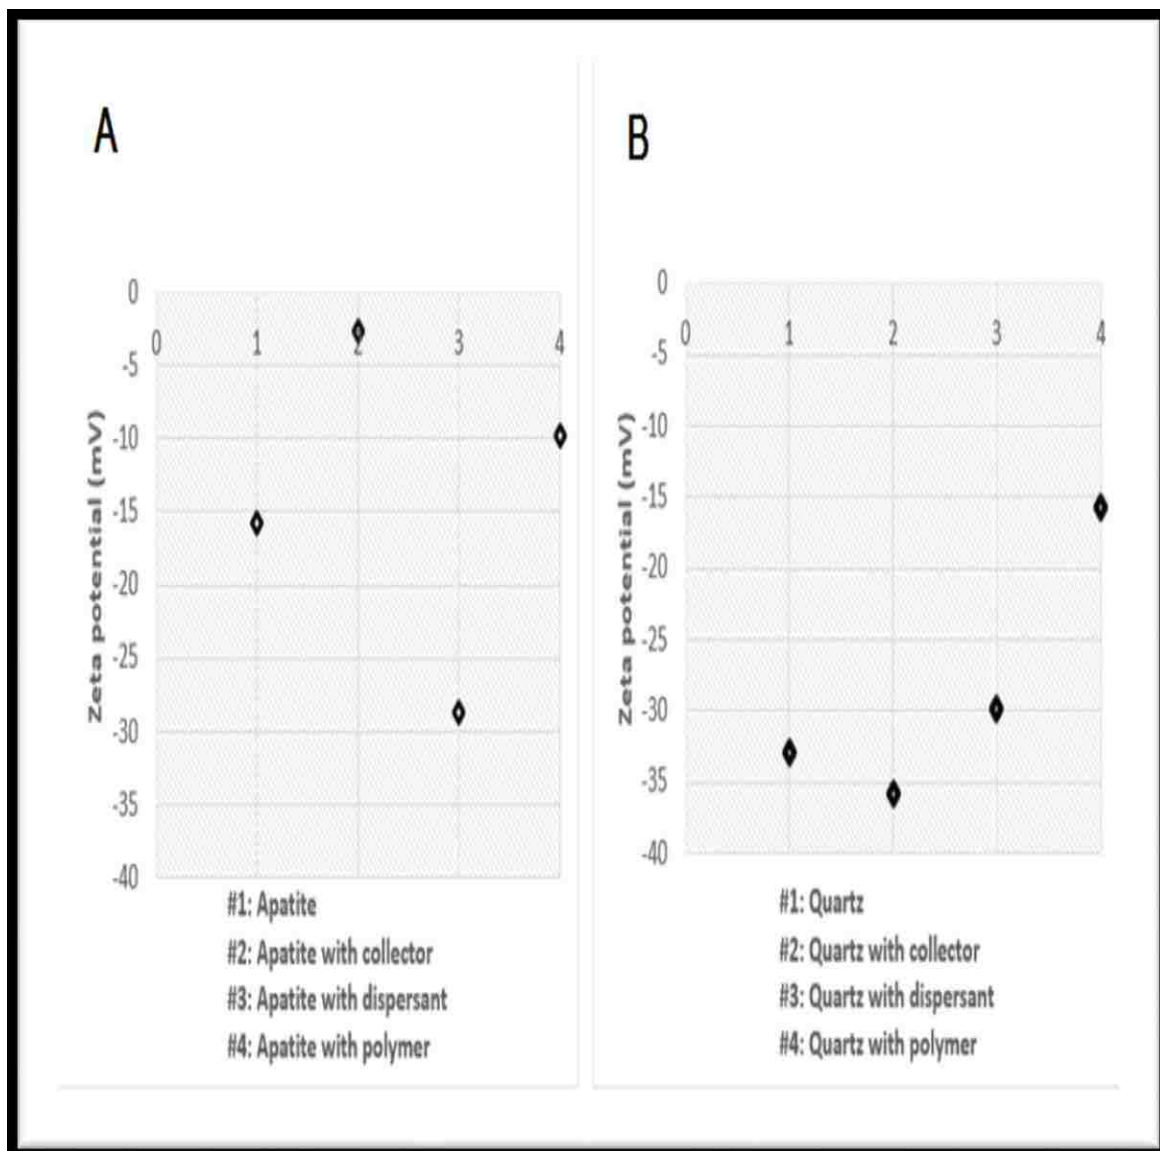 A
0
0 1 2 3 4
-5
-10
-15
-20
-25
-30
-35
-40
Zeta potential (mV)
#1: Apatite
#2: Apatite with collector
#3: Apatite with dispersant
#4: Apatite with polymer
B
0
0 1 2 3 4
-5
-10
-15
-20
-25
-30
-35
-40
Zeta potential (mV)
#1: Quartz
#2: Quartz with collector
#3: Quartz with dispersant
#4: Quartz with polymer